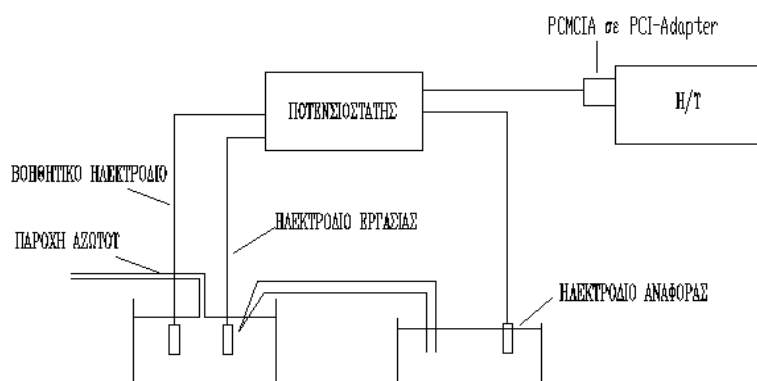 PCMCIA σε PCI-Adapter
Η/Υ
ΠΟΤΕΝΣΙΟΣΤΑΤΗΣ
ΒΟΗΘΗΤΙΚΟ ΗΛΕΚΤΡΟΔΙΟ
ΗΛΕΚΤΡΟΔΙΟ ΕΡΓΑΣΙΑΣ
ΠΑΡΟΧΗ ΑΖΩΤΟΥ
ΗΛΕΚΤΡΟΔΙΟ ΑΝΑΦΟΡΑΣ